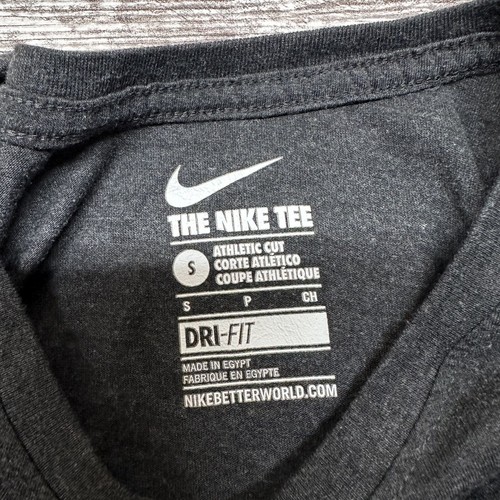 THE NIKE TEE
S
ATHLETIC CUT
CORTE ATLÉTICO
COUPE ATHLÉTIQUE
S P CH
DRI-FIT
MADE IN EGYPT
FABRIQUE EN EGYPTE
NIKEBETTERWORLD.COM